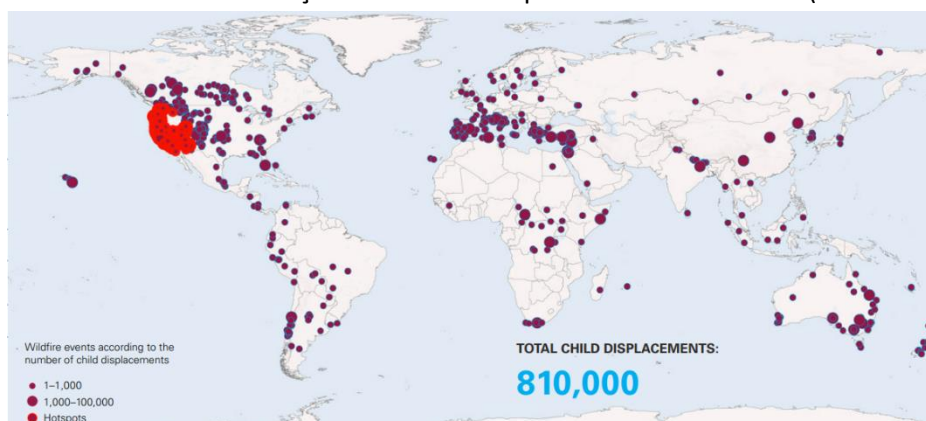 Wildfire events according to the
number of child displacements
1–1,000
1,000–100,000
Hotspots
TOTAL CHILD DISPLACEMENTS:
810,000